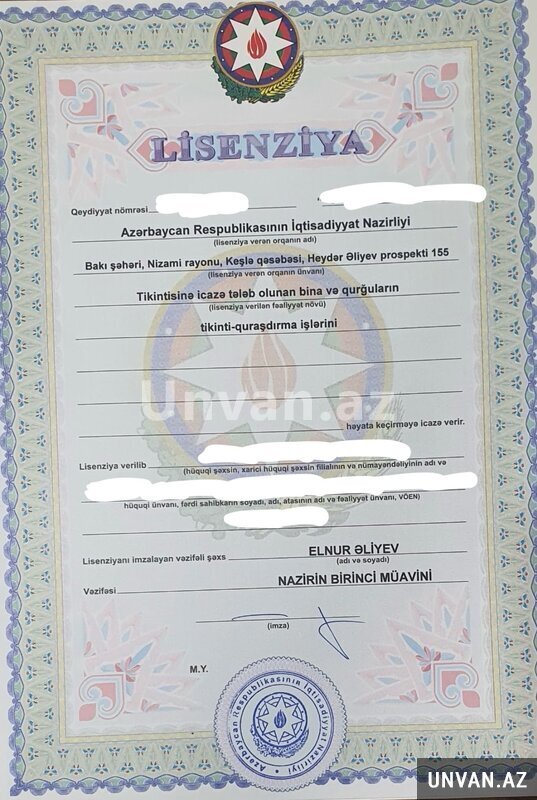 LİSENZİYA
Qeydiyyat nömrəsi
Azərbaycan Respublikasının İqtisadiyyat Nazirliyi
(lisenziya verən orqanın adı)
Bakı şəhəri, Nizami rayonu, Keşlə qəsəbəsi, Heydər Əliyev prospekti 155
(lisenziya verən orqanın ünvanı)
Tikintisinə icazə tələb olunan bina və qurğuların
(lisenziya verilən fəaliyyət növü)
tikinti-quraşdırma işlərini
Unvan.az
həyata keçirməyə icazə verir.
Lisenziya verilib
(hüquqi şəxsin, xarici hüquqi şəxsin filialının və nümayəndəliyin adı və
hüquqi ünvanı, fərdi sahibkarın soyadı, adı, atasının adı və fəaliyyət ünvanı, VÖEN)
Lisenziyanı imzalayan vəzifəli şəxs ELNUR ƏLİYEV
(adı və soyadı)
Vəzifəsi NAZİRİN BİRİNCİ MÜAVİNİ
(imza)
M.Y.
Azərbaycan Respublikasının İqtisadiyyat Nazirliyi
UNVAN.AZ